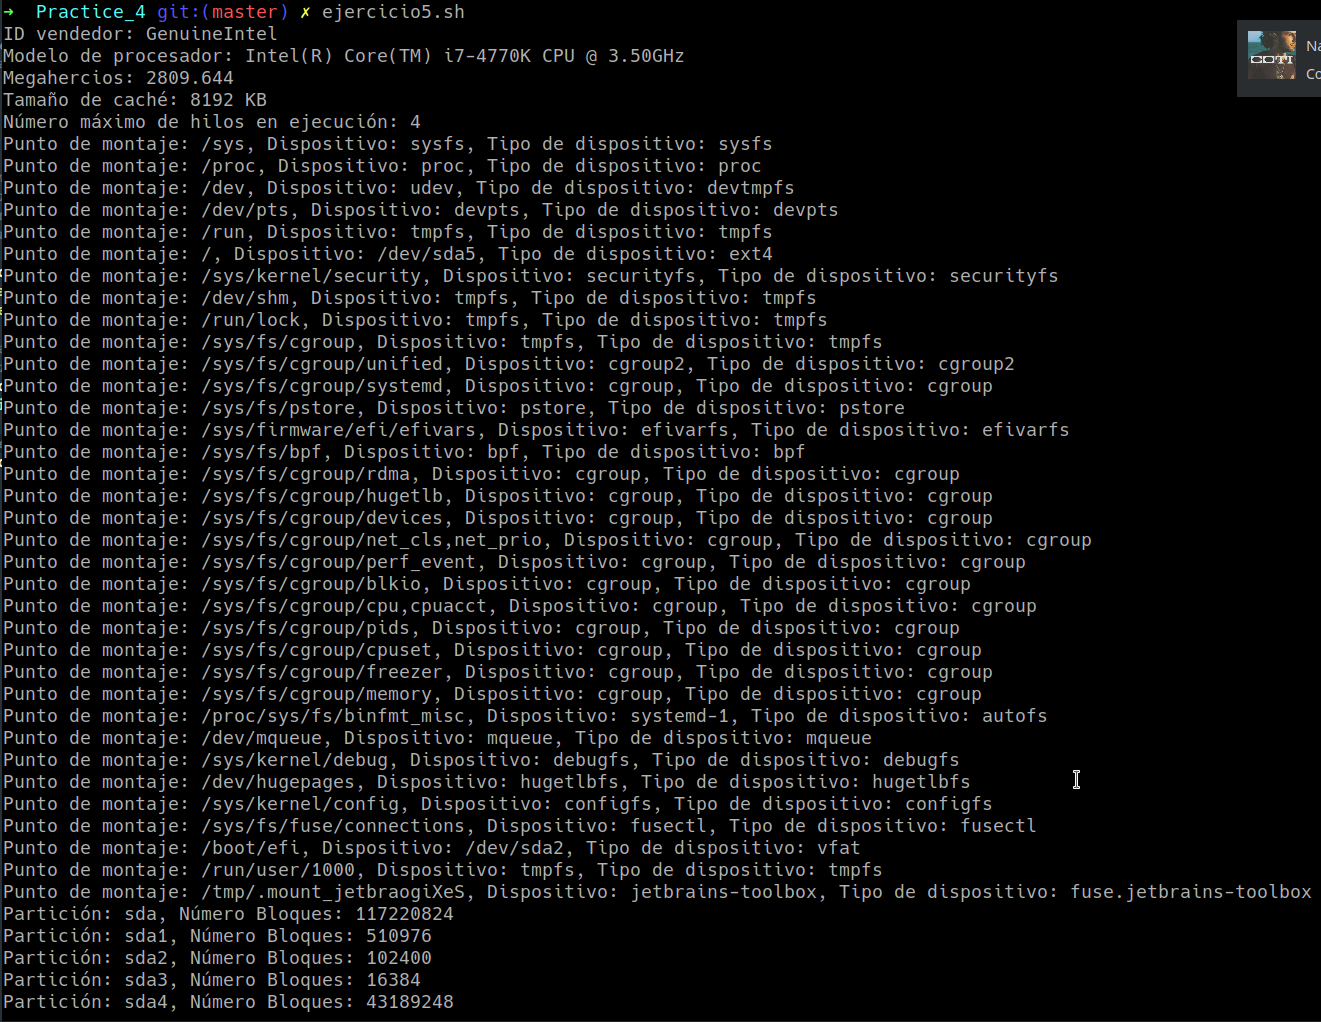 ➜  Practice_4 git:(master) ✗ ejercicio5.sh
ID vendedor: GenuineIntel
Modelo de procesador: Intel(R) Core(TM) i7-4770K CPU @ 3.50GHz
Megahercios: 2809.644
Tamaño de caché: 8192 KB
Número máximo de hilos en ejecución: 4
Punto de montaje: /sys, Dispositivo: sysfs, Tipo de dispositivo: sysfs
Punto de montaje: /proc, Dispositivo: proc, Tipo de dispositivo: proc
Punto de montaje: /dev, Dispositivo: udev, Tipo de dispositivo: devtmpfs
Punto de montaje: /dev/pts, Dispositivo: devpts, Tipo de dispositivo: devpts
Punto de montaje: /run, Dispositivo: tmpfs, Tipo de dispositivo: tmpfs
Punto de montaje: /, Dispositivo: /dev/sda5, Tipo de dispositivo: ext4
Punto de montaje: /sys/kernel/security, Dispositivo: securityfs, Tipo de dispositivo: securityfs
Punto de montaje: /dev/shm, Dispositivo: tmpfs, Tipo de dispositivo: tmpfs
Punto de montaje: /run/lock, Dispositivo: tmpfs, Tipo de dispositivo: tmpfs
Punto de montaje: /sys/fs/cgroup, Dispositivo: tmpfs, Tipo de dispositivo: tmpfs
Punto de montaje: /sys/fs/cgroup/unified, Dispositivo: cgroup2, Tipo de dispositivo: cgroup2
Punto de montaje: /sys/fs/cgroup/systemd, Dispositivo: cgroup, Tipo de dispositivo: cgroup
Punto de montaje: /sys/fs/pstore, Dispositivo: pstore, Tipo de dispositivo: pstore
Punto de montaje: /sys/firmware/efi/efivars, Dispositivo: efivarfs, Tipo de dispositivo: efivarfs
Punto de montaje: /sys/fs/bpf, Dispositivo: bpf, Tipo de dispositivo: bpf
Punto de montaje: /sys/fs/cgroup/rdma, Dispositivo: cgroup, Tipo de dispositivo: cgroup
Punto de montaje: /sys/fs/cgroup/hugetlb, Dispositivo: cgroup, Tipo de dispositivo: cgroup
Punto de montaje: /sys/fs/cgroup/devices, Dispositivo: cgroup, Tipo de dispositivo: cgroup
Punto de montaje: /sys/fs/cgroup/net_cls,net_prio, Dispositivo: cgroup, Tipo de dispositivo: cgroup
Punto de montaje: /sys/fs/cgroup/perf_event, Dispositivo: cgroup, Tipo de dispositivo: cgroup
Punto de montaje: /sys/fs/cgroup/blkio, Dispositivo: cgroup, Tipo de dispositivo: cgroup
Punto de montaje: /sys/fs/cgroup/cpu,cpuacct, Dispositivo: cgroup, Tipo de dispositivo: cgroup
Punto de montaje: /sys/fs/cgroup/pids, Dispositivo: cgroup, Tipo de dispositivo: cgroup
Punto de montaje: /sys/fs/cgroup/cpuset, Dispositivo: cgroup, Tipo de dispositivo: cgroup
Punto de montaje: /sys/fs/cgroup/freezer, Dispositivo: cgroup, Tipo de dispositivo: cgroup
Punto de montaje: /sys/fs/cgroup/memory, Dispositivo: cgroup, Tipo de dispositivo: cgroup
Punto de montaje: /proc/sys/fs/binfmt_misc, Dispositivo: systemd-1, Tipo de dispositivo: autofs
Punto de montaje: /dev/mqueue, Dispositivo: mqueue, Tipo de dispositivo: mqueue
Punto de montaje: /sys/kernel/debug, Dispositivo: debugfs, Tipo de dispositivo: debugfs
Punto de montaje: /dev/hugepages, Dispositivo: hugetlbfs, Tipo de dispositivo: hugetlbfs
Punto de montaje: /sys/kernel/config, Dispositivo: configfs, Tipo de dispositivo: configfs
Punto de montaje: /sys/fs/fuse/connections, Dispositivo: fusectl, Tipo de dispositivo: fusectl
Punto de montaje: /boot/efi, Dispositivo: /dev/sda2, Tipo de dispositivo: vfat
Punto de montaje: /run/user/1000, Dispositivo: tmpfs, Tipo de dispositivo: tmpfs
Punto de montaje: /tmp/.mount_jetbraogiXeS, Dispositivo: jetbrains-toolbox, Tipo de dispositivo: fuse.jetbrains-toolbox
Partición: sda, Número Bloques: 117220824
Partición: sda1, Número Bloques: 510976
Partición: sda2, Número Bloques: 102400
Partición: sda3, Número Bloques: 16384
Partición: sda4, Número Bloques: 43189248